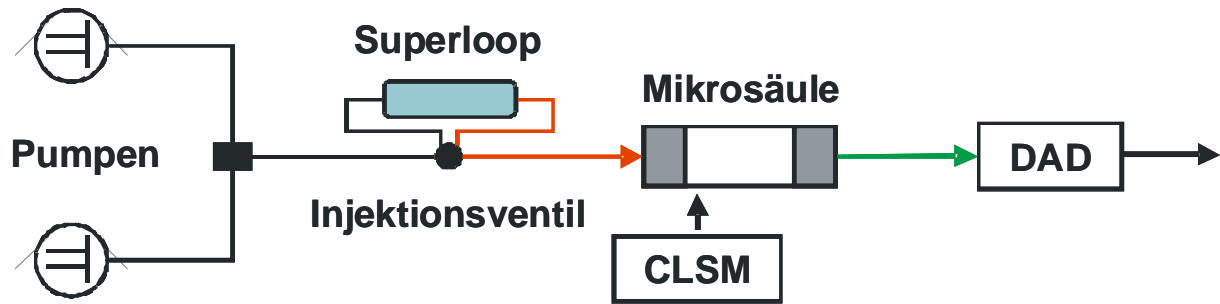 Superloop
Mikrosäule
Pumpen
DAD
Injektionsventil
CLSM